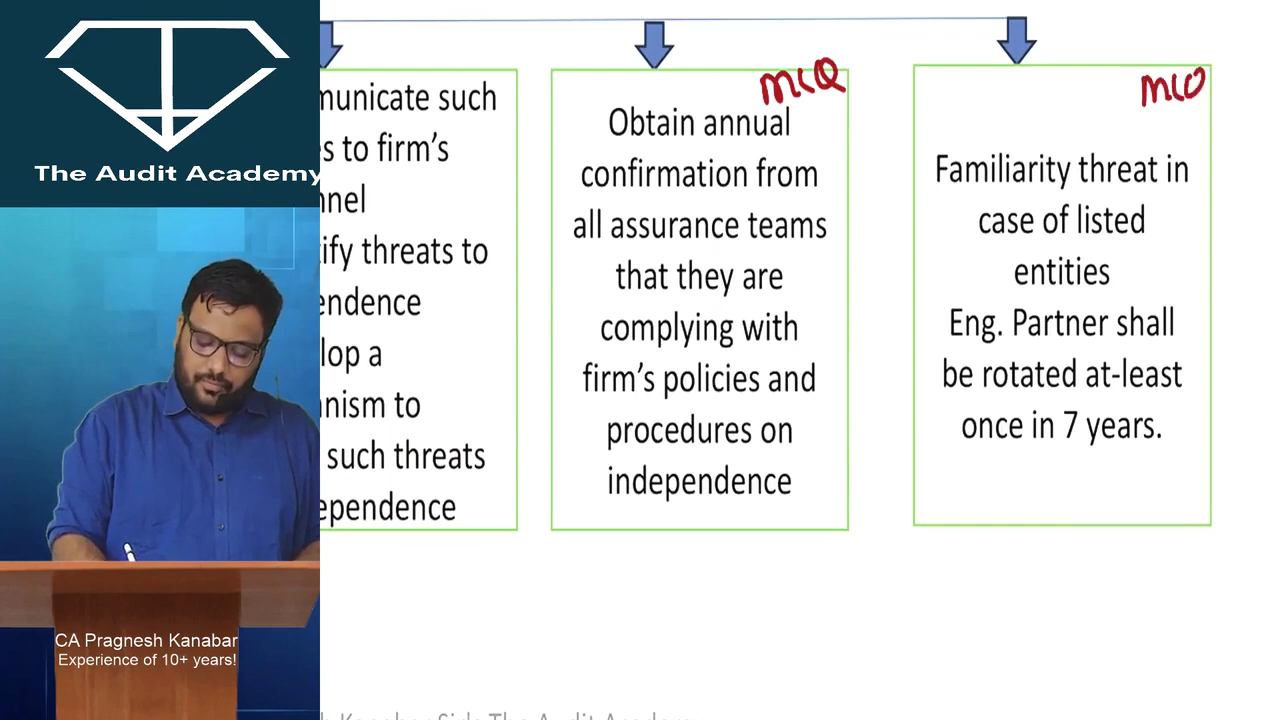 The Audit Academy
CA Pragnesh Kanabar
Experience of 10+ years!
municate such
s to firm's
nnel
ify threats to
endence
lop a
nism to
such threats
ependence
MCQ
Obtain annual
confirmation from
all assurance teams
that they are
complying with
firm's policies and
procedures on
independence
MCQ
Familiarity threat in
case of listed
entities
Eng. Partner shall
be rotated at-least
once in 7 years.